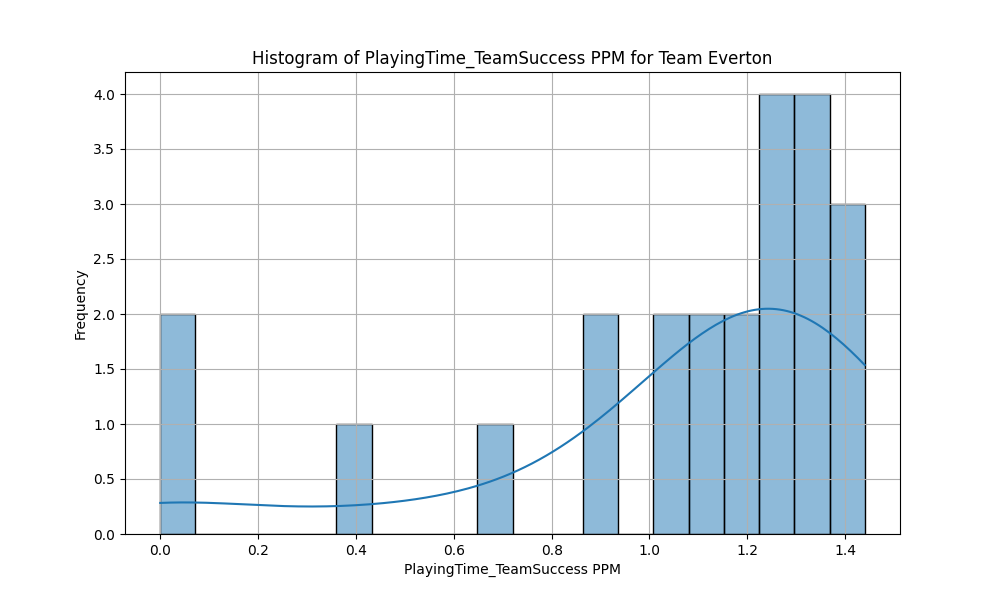 Histogram of PlayingTime_TeamSuccess PPM for Team Everton
4.0
3.5
3.0
2.5
2.0
1.5
1.0
0.5
0.0
Frequency
0.0 0.2 0.4 0.6 0.8 1.0 1.2 1.4
PlayingTime_TeamSuccess PPM